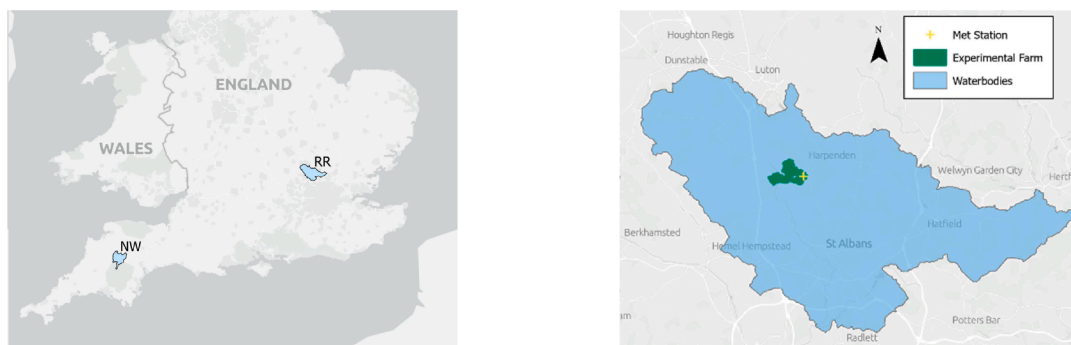 ENGLAND
WALES
RR
NW
N
Met Station
Experimental Farm
Waterbodies
Houghton Regis
Dunstable
Luton
Harpenden
Welwyn Garden City
Hertf
Berkhamsted
Hemel Hempstead
St Albans
Hatfield
am
Potters Bar
Radlett